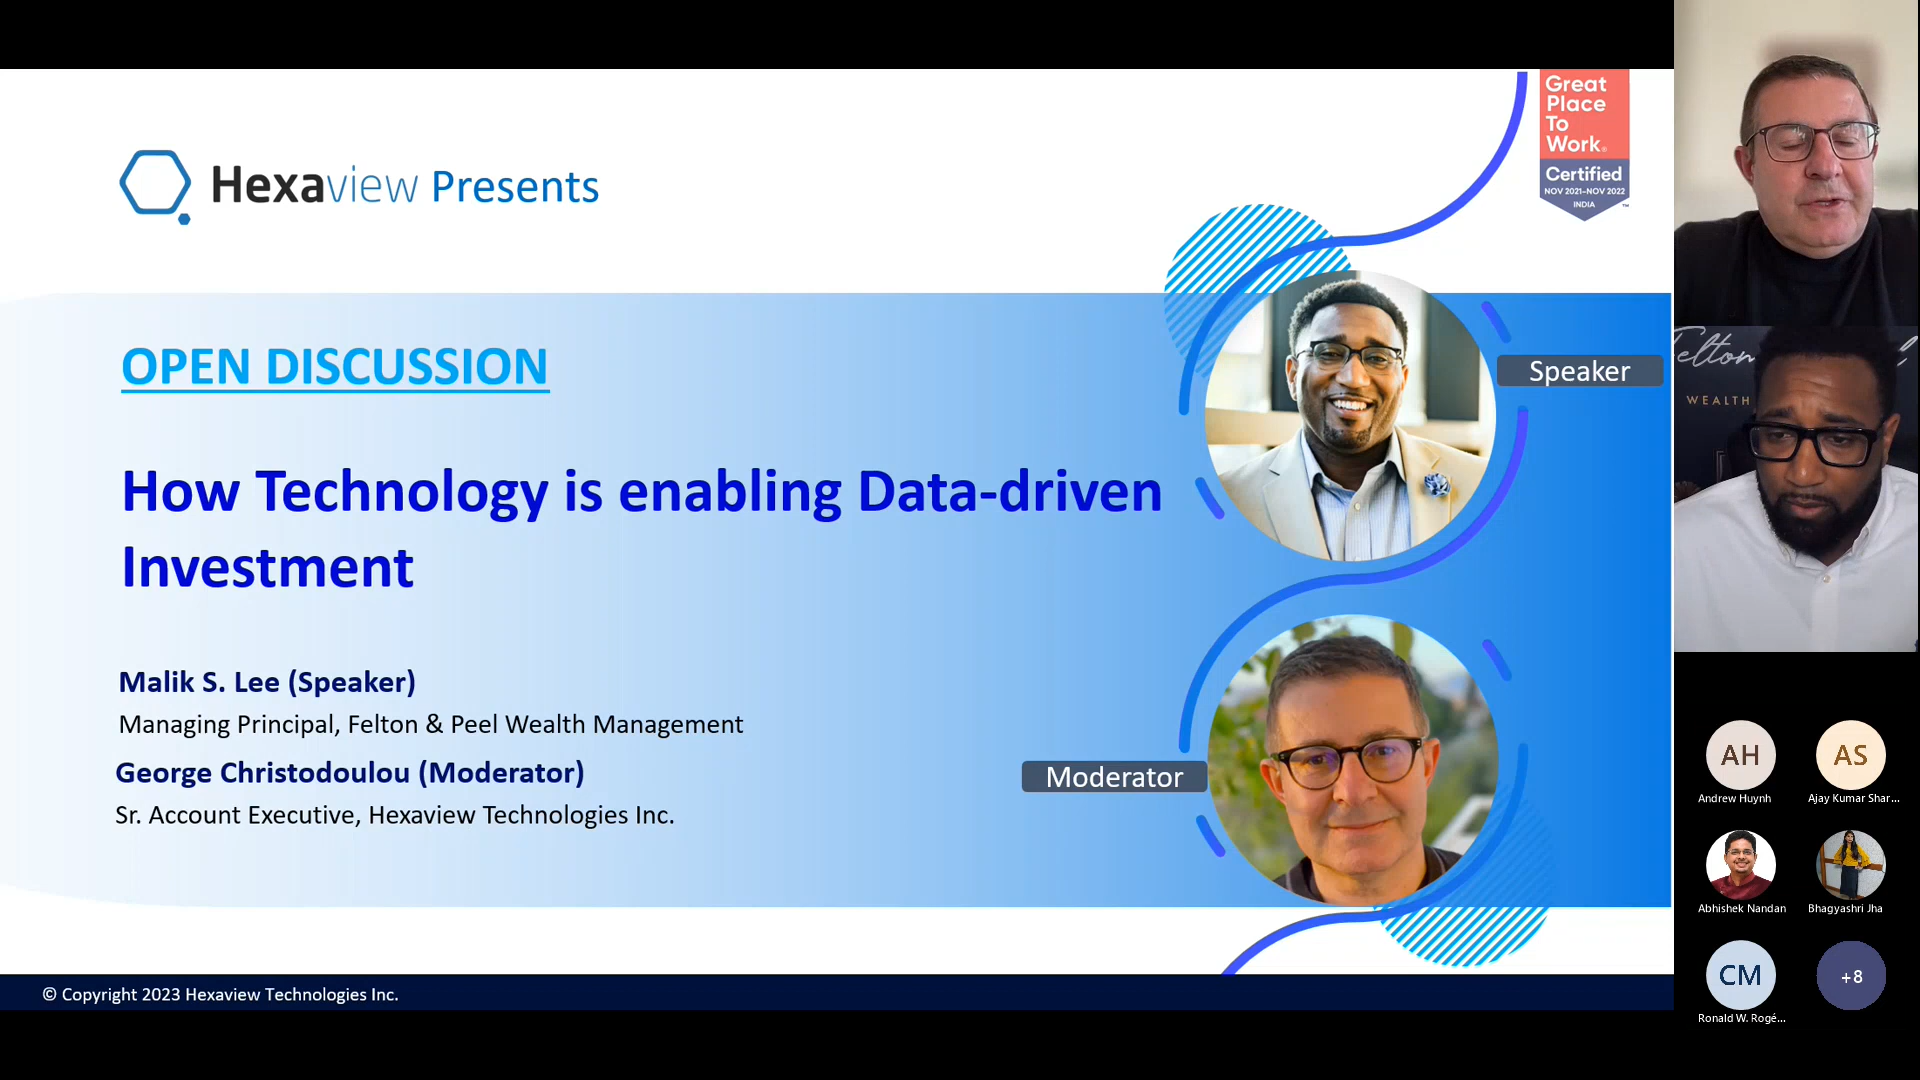 Great
Place
To
Work®
Certified
NOV 2021–NOV 2022
INDIA
™
Hexaview Presents
OPEN DISCUSSION
How Technology is enabling Data-driven
Investment
Malik S. Lee (Speaker)
Managing Principal, Felton & Peel Wealth Management
George Christodoulou (Moderator)
Sr. Account Executive, Hexaview Technologies Inc.
Speaker
Moderator
© Copyright 2023 Hexaview Technologies Inc.
Felton
WEALTH
AH
Andrew Huynh
AS
Ajay Kumar Shar...
Abhishek Nandan
Bhagyashri Jha
CM
Ronald W. Rogé...
+8